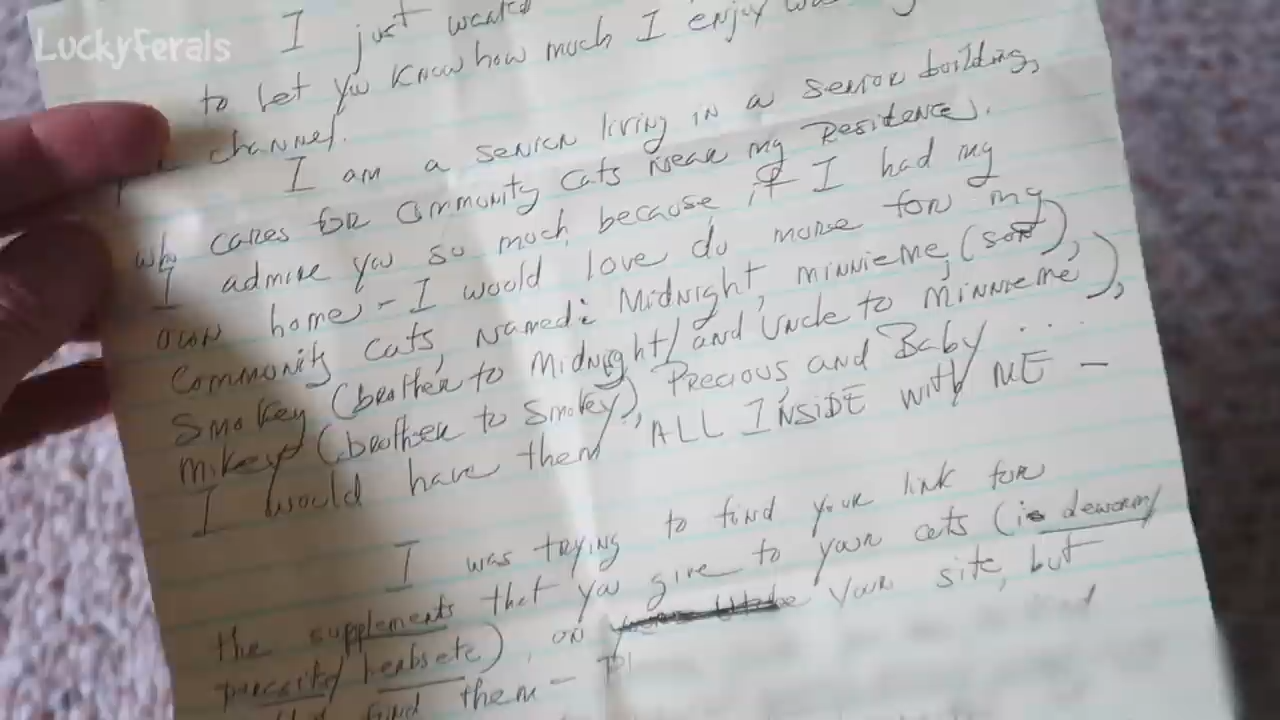 LuckyFerals
I just wanted
to let you know how much I enjoy
channel.
I am a senior living in a senior building,
who cares for community cats near my Residence.
I admire you so much, because if I had my
own home - I would love do more for my
community cats, named: Midnight, minnieme (son),
Smokey (brother to Midnight/and Uncle to Minnieme),
mikey (brother to Smokey), Precious, and Baby....
I would have them ALL INSIDE with ME -
I was trying to find your link for
the supplements that you give to your cats (ie deworm/
parasite/herbs etc), on your site, but
find them -